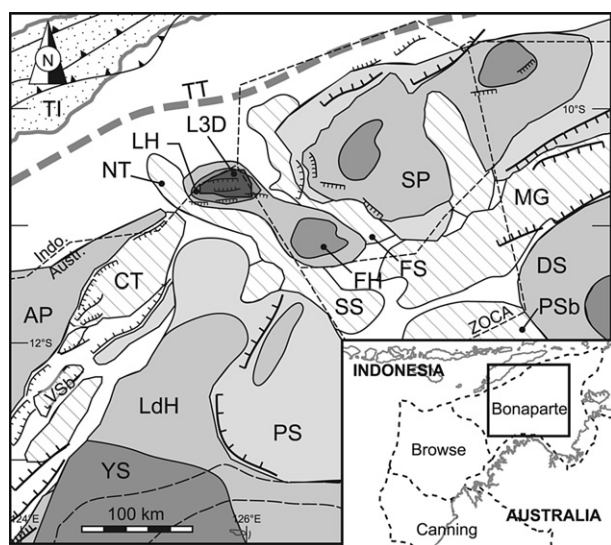 N
TI
TT
10°S
L3D
LH
NT
SP
MG
Indo.
Austr.
CT
FS
FH
DS
AP
SS
ZOCA
PSb
12°S
VSb
LdH
PS
YS
124°E
100 km
126°E
INDONESIA
Bonaparte
Browse
AUSTRALIA
Canning